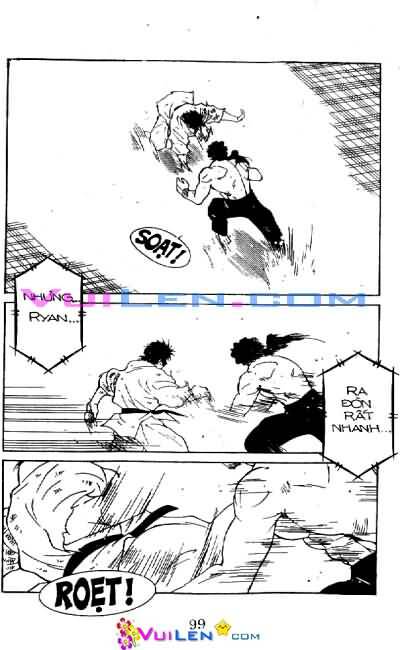 SOẠT!
NHƯNG...
RYAN...
VUILEN.COM
RA
ĐÒN
RẤT
NHANH...
ROẸT!
99
VUILEN.COM